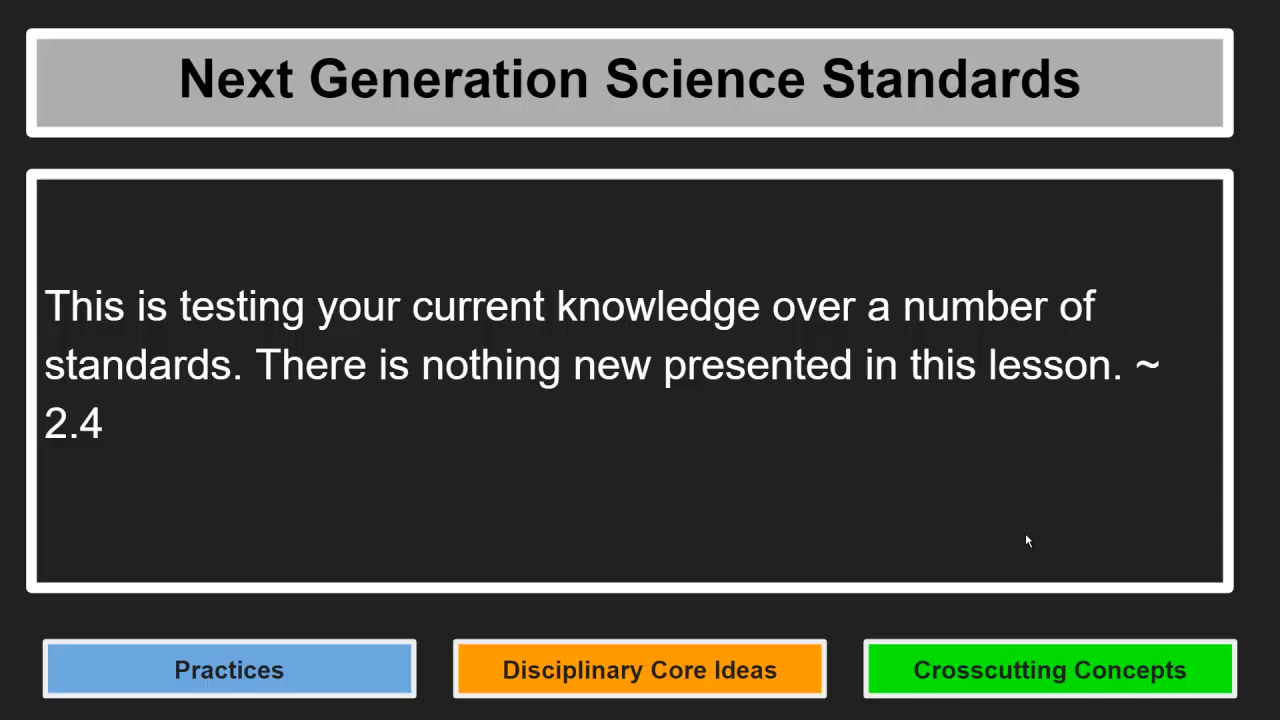 Next Generation Science Standards
This is testing your current knowledge over a number of
standards. There is nothing new presented in this lesson. ~
2.4
Practices
Disciplinary Core Ideas
Crosscutting Concepts